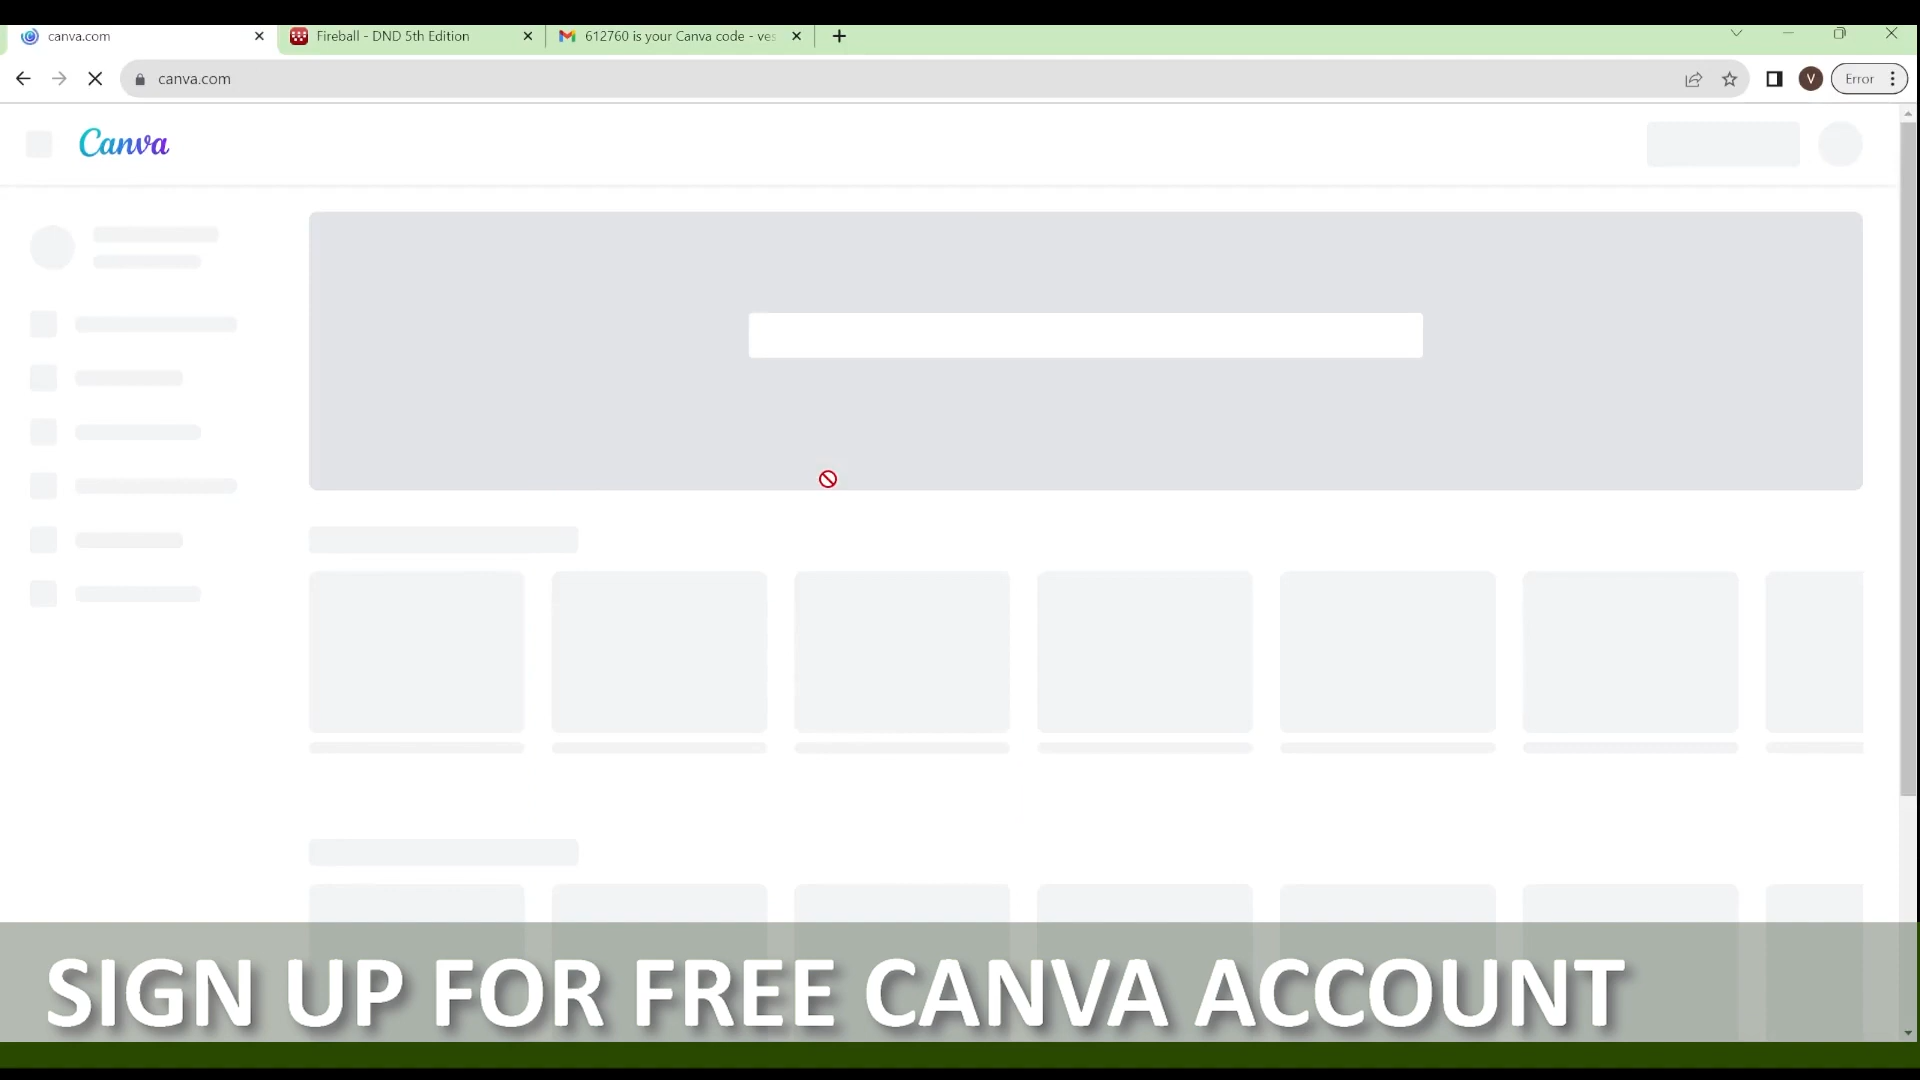 canva.com
Fireball - DND 5th Edition
612760 is your Canva code - ves
canva.com
V
Error
Canva
SIGN UP FOR FREE CANVA ACCOUNT